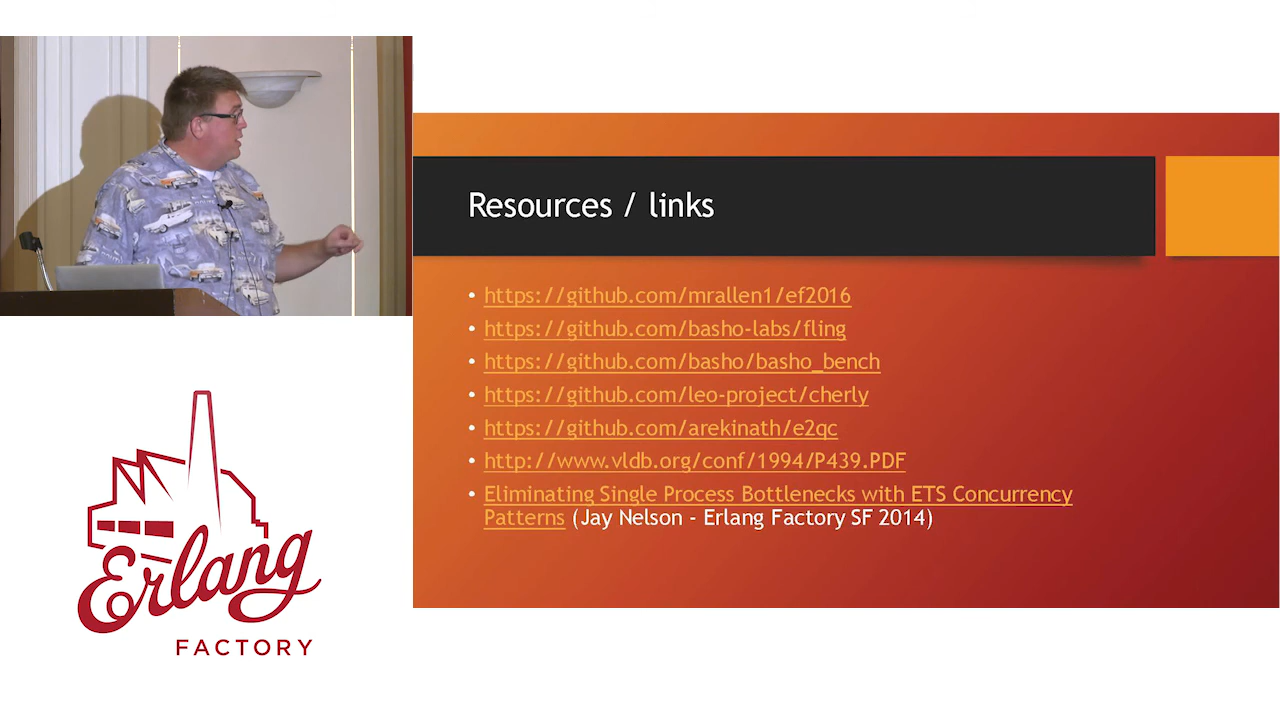 Resources / links
• https://github.com/mrallen1/ef2016
• https://github.com/basho-labs/fling
• https://github.com/basho/basho_bench
• https://github.com/leo-project/cherly
• https://github.com/arekinath/e2qc
• http://www.vldb.org/conf/1994/P439.PDF
• Eliminating Single Process Bottlenecks with ETS Concurrency
Patterns (Jay Nelson - Erlang Factory SF 2014)
Erlang
FACTORY